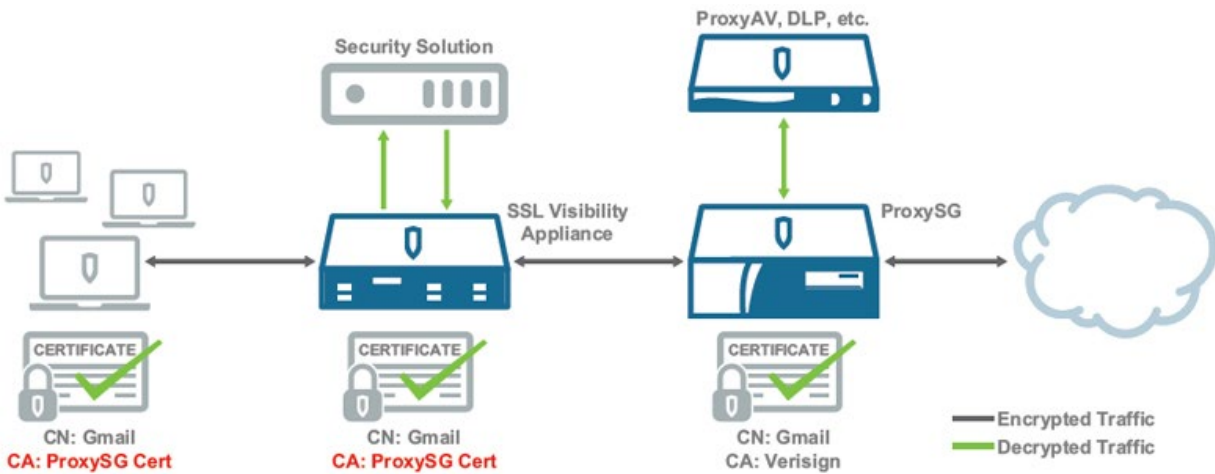 ProxyAV, DLP, etc.
Security Solution
SSL Visibility
Appliance
ProxySG
CERTIFICATE
CN: Gmail
CA: ProxySG Cert
CERTIFICATE
CN: Gmail
CA: ProxySG Cert
CERTIFICATE
CN: Gmail
CA: Verisign
Encrypted Traffic
Decrypted Traffic